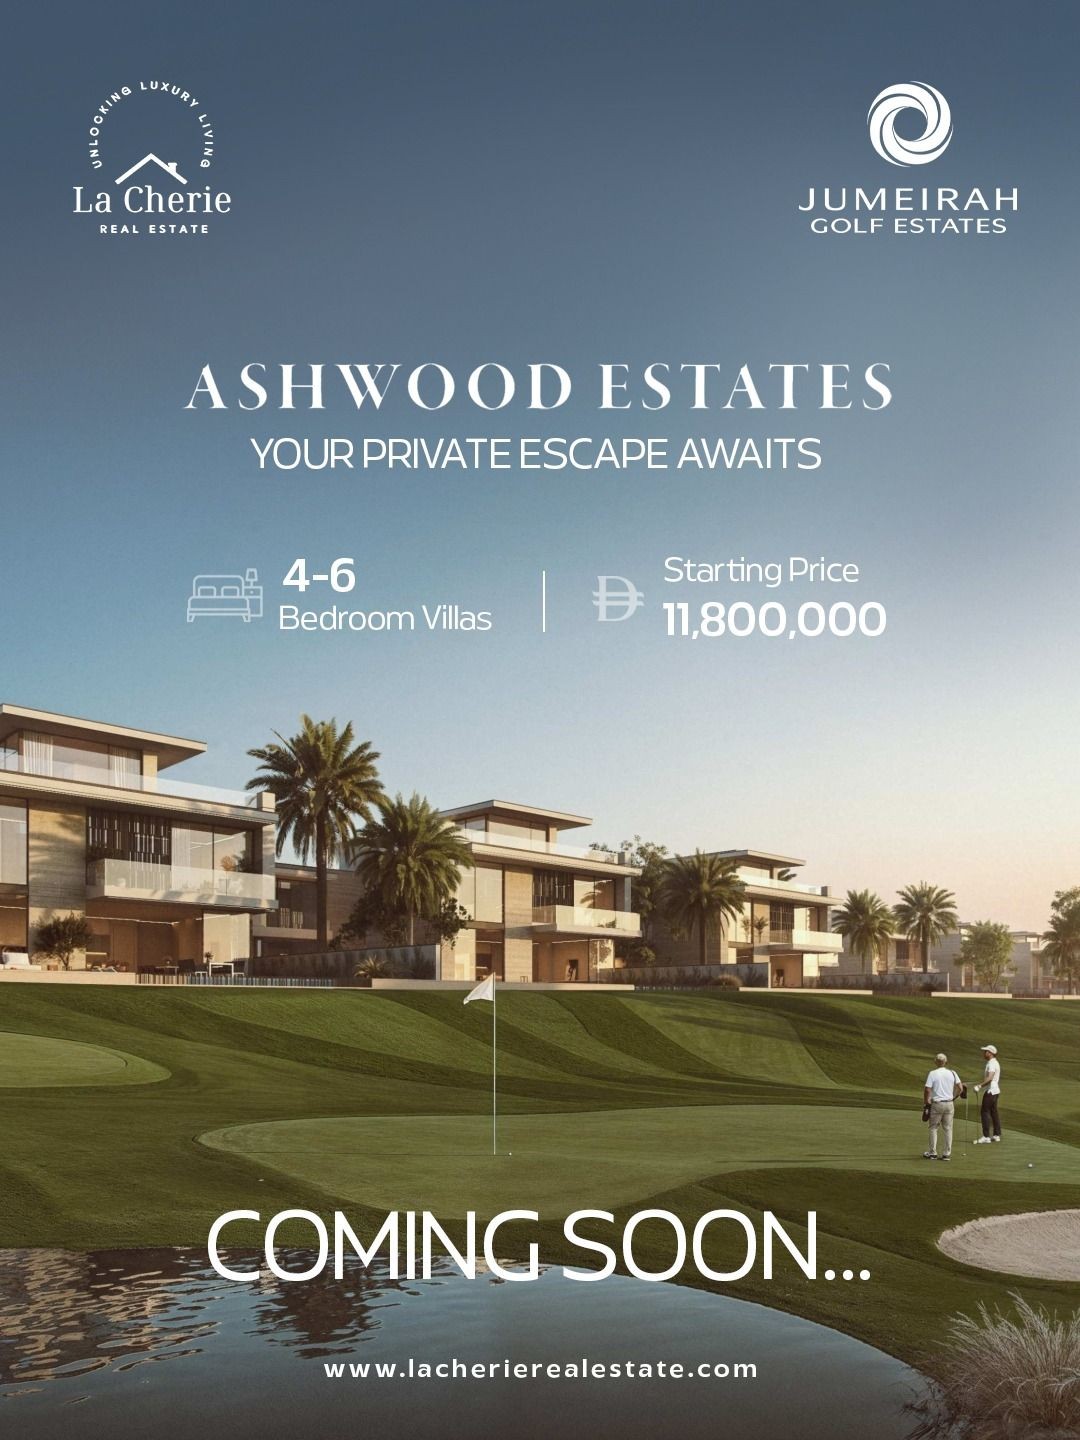 UNLOCKING LUXURY LIVING
La Cherie
REAL ESTATE
JUMEIRAH
GOLF ESTATES
ASHWOOD ESTATES
YOUR PRIVATE ESCAPE AWAITS
4-6
Bedroom Villas
Starting Price
11,800,000
COMING SOON...
www.lacherierealestate.com